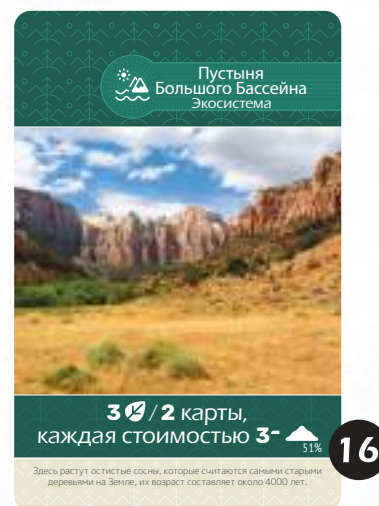 Пустыня
Большого Бассейна
Экосистема
3 / 2 карты,
каждая стоимостью 3-
51%
16
Здесь растут остистые сосны, которые считаются самыми старыми
деревьями на Земле, их возраст составляет около 4000 лет.